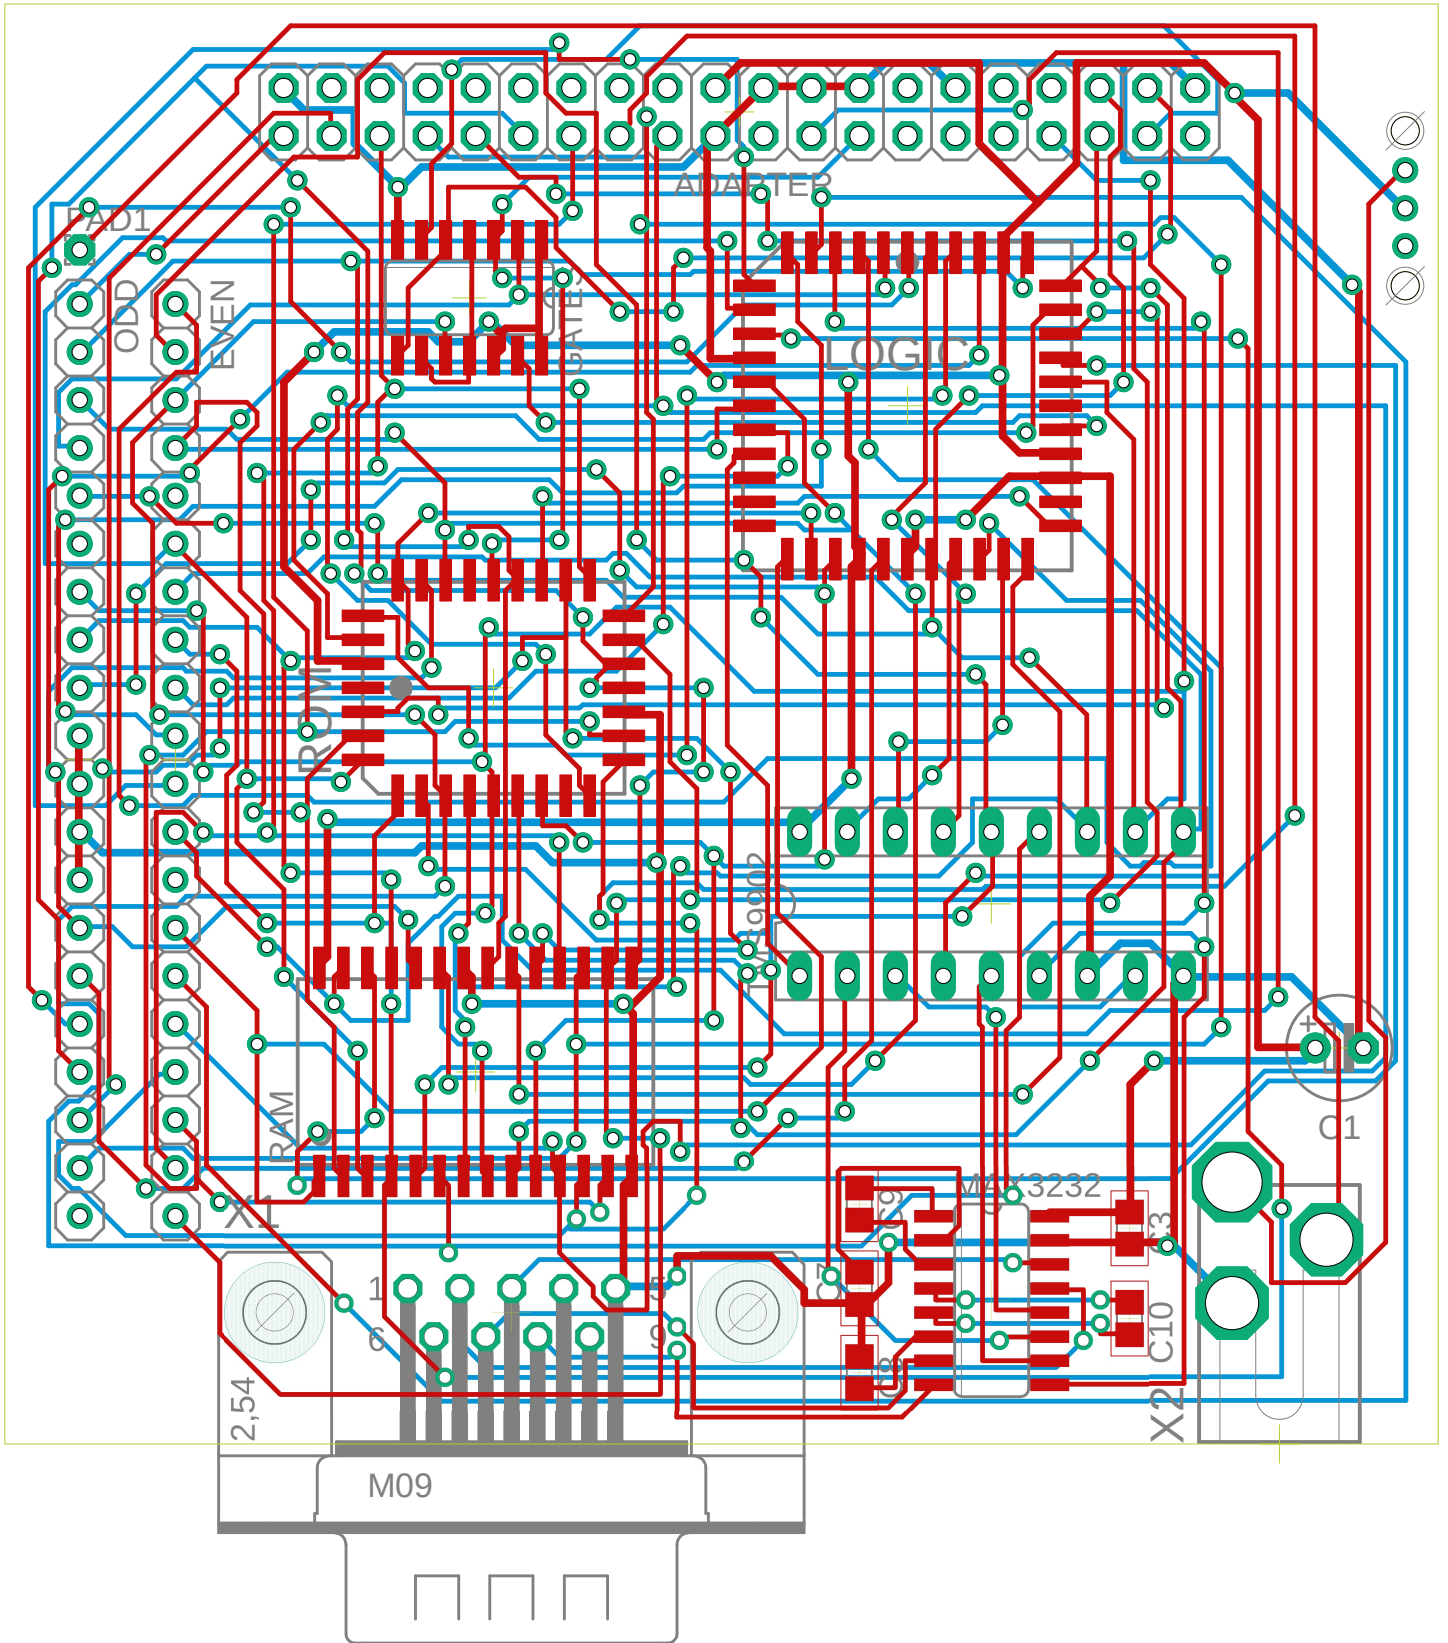 ADAPTER
PAD1
ODD
EVEN
GATES
LOGIC
ROM
TMS9902
+
C1
RAM
X1
MAX3232
C9
C3
C7
1
5
6
9
C10
C8
2,54
X2
M09